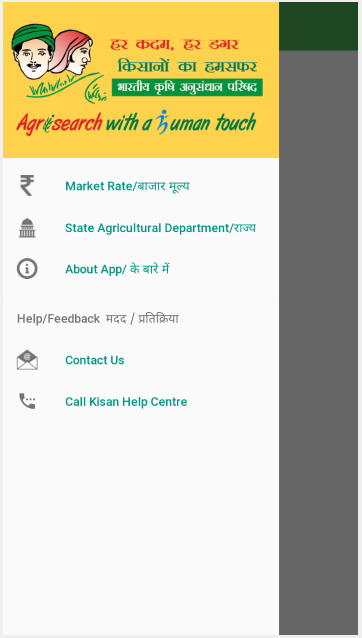 हर कदम, हर डगर
किसानों का हमसफर
भारतीय कृषि अनुसंधान परिषद
Agrisearch with a human touch
Market Rate/बाजार मूल्य
State Agricultural Department/राज्य
About App/ के बारे में
Help/Feedback मदद / प्रतिक्रिया
Contact Us
Call Kisan Help Centre